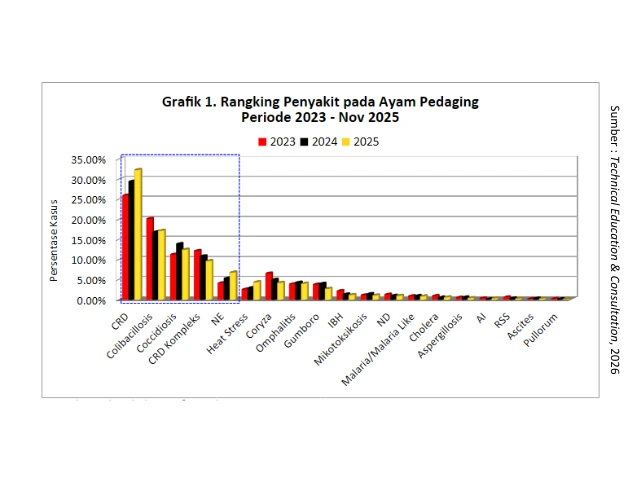 Grafik 1. Rangking Penyakit pada Ayam Pedaging
Periode 2023 - Nov 2025
2023 2024 2025
Persentase Kasus
35.00%
30.00%
25.00%
20.00%
15.00%
10.00%
5.00%
0.00%
CRD
Colibacillosis
Coccidiosis
CRD Kompleks
NE
Heat Stress
Coryza
Omphalitis
Gumboro
IBH
Mikotoksikosis
ND
Malaria/Malaria Like
Cholera
Aspergillosis
AI
RSS
Ascites
Pullorum
Sumber : Technical Education & Consultation, 2026